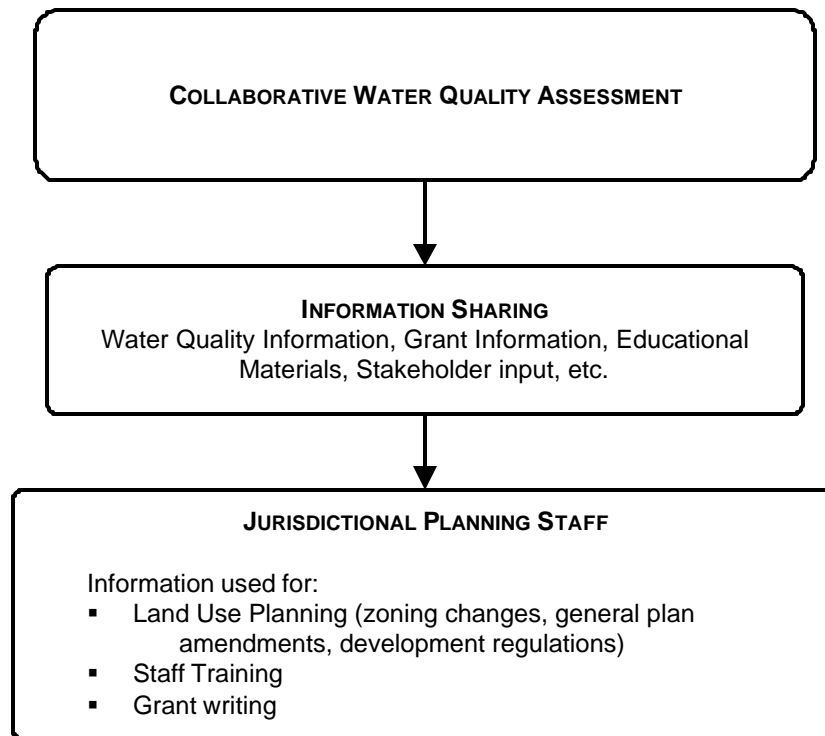 COLLABORATIVE WATER QUALITY ASSESSMENT
INFORMATION SHARING
Water Quality Information, Grant Information, Educational
Materials, Stakeholder input, etc.
JURISDICTIONAL PLANNING STAFF
Information used for:
▪ Land Use Planning (zoning changes, general plan
amendments, development regulations)
▪ Staff Training
▪ Grant writing